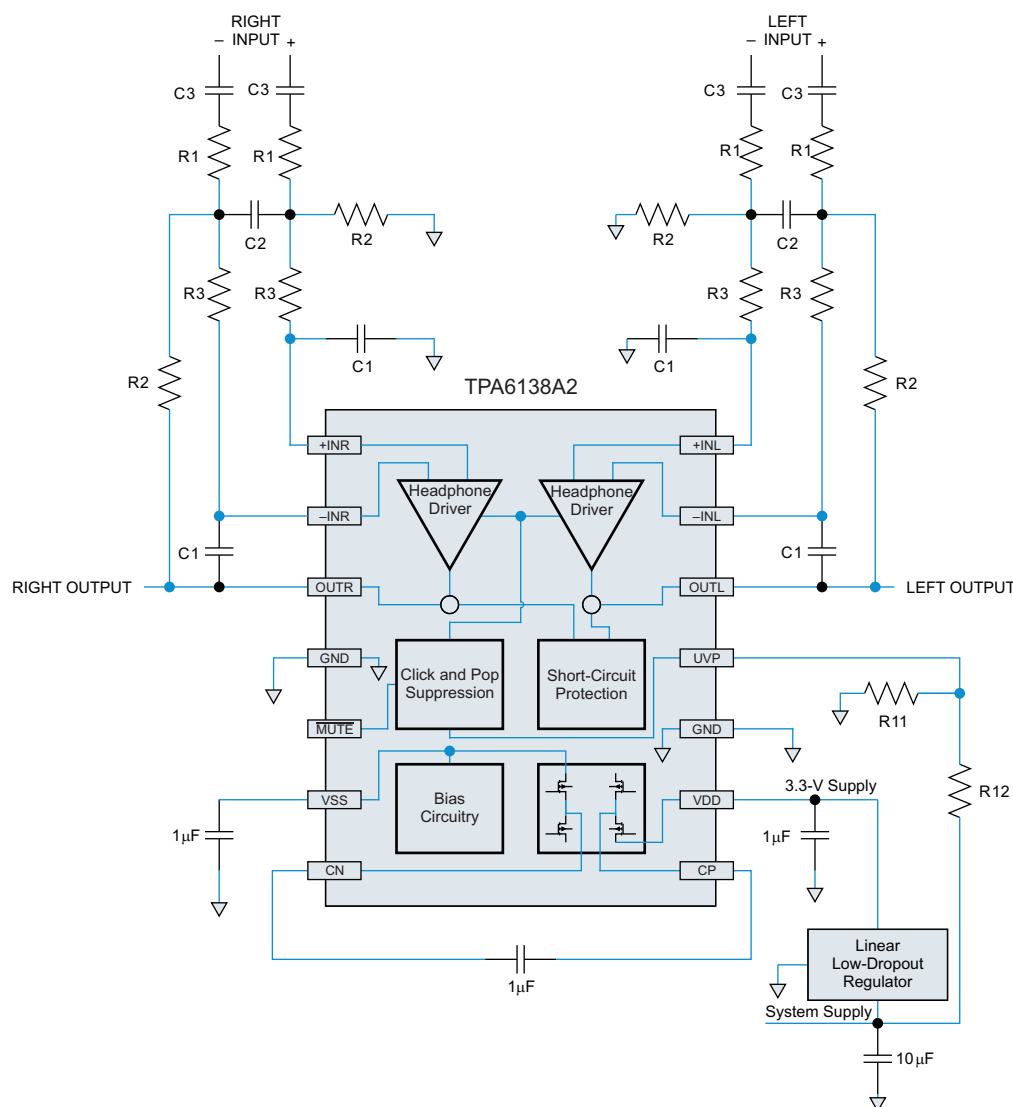 RIGHT
INPUT
– +
LEFT
INPUT
– +
C3
C3
C3
C3
R1
R1
R1
R1
C2
R2
R2
C2
R3
R3
R3
R3
C1
C1
R2
R2
TPA6138A2
+INR
+INL
Headphone
Driver
Headphone
Driver
–INR
–INL
C1
C1
RIGHT OUTPUT
OUTR
OUTL
LEFT OUTPUT
GND
Click and Pop
Suppression
Short-Circuit
Protection
UVP
R11
MUTE
GND
R12
3.3-V Supply
VSS
Bias
Circuitry
VDD
1µF
1µF
CN
CP
1µF
Linear
Low-Dropout
Regulator
System Supply
10µF